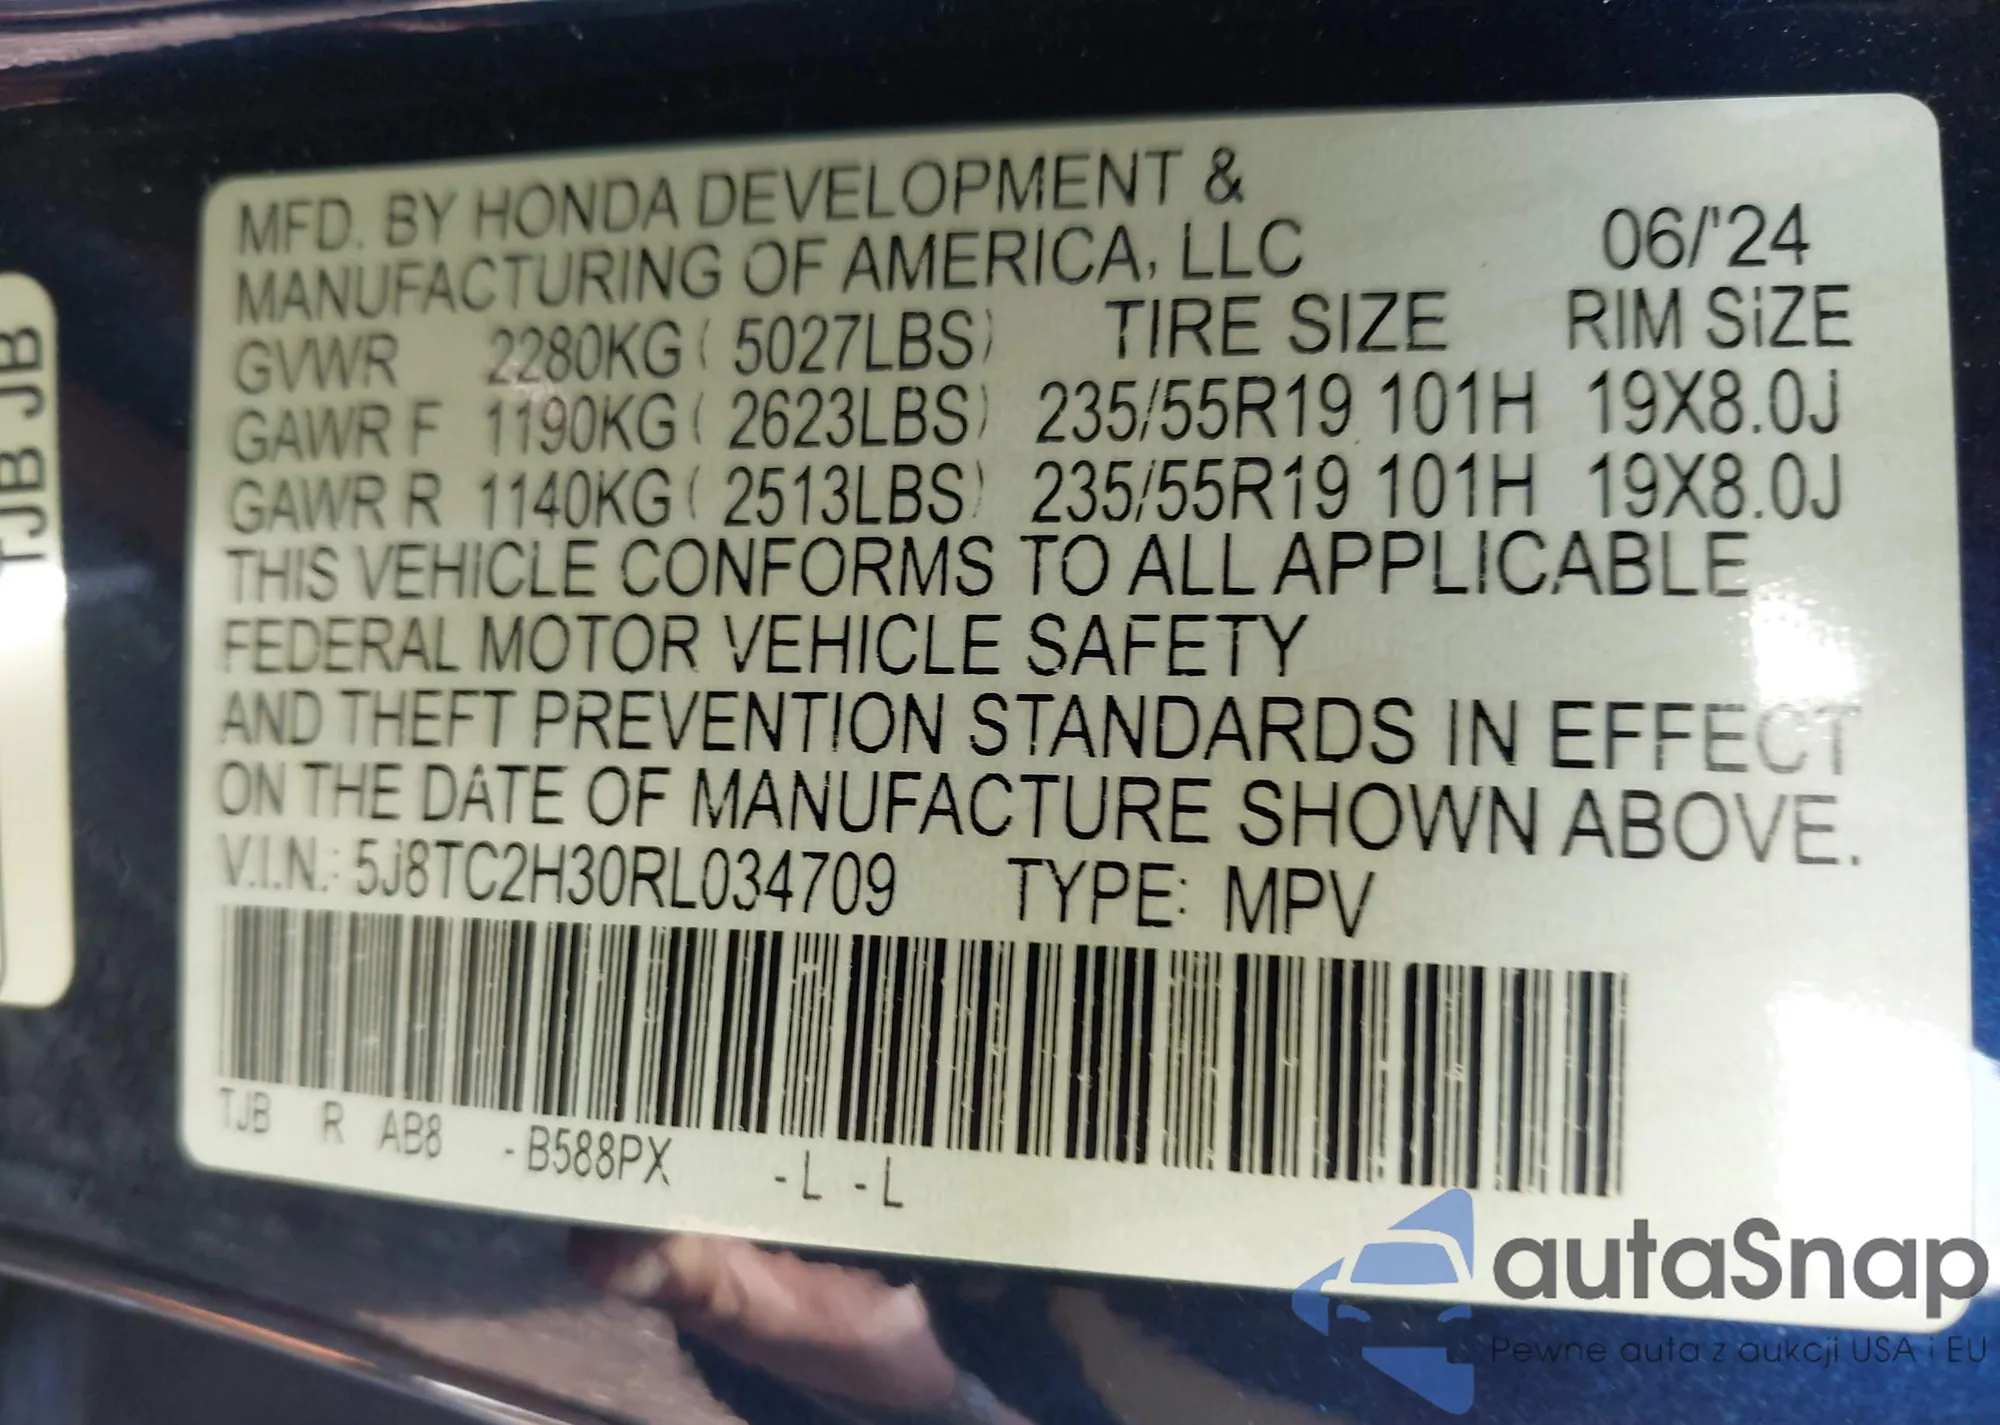 MFD. BY HONDA DEVELOPMENT &
MANUFACTURING OF AMERICA, LLC 06/'24
GVWR 2280KG ( 5027LBS) TIRE SIZE RIM SiZE
GAWR F 1190KG ( 2623LBS) 235/55R19 101H 19X8.0J
GAWR R 1140KG ( 2513LBS) 235/55R19 101H 19X8.0J
THIS VEHICLE CONFORMS TO ALL APPLICABLE
FEDERAL MOTOR VEHICLE SAFETY
AND THEFT PREVENTION STANDARDS IN EFFECT
ON THE DATE OF MANUFACTURE SHOWN ABOVE.
V.I.N.: 5J8TC2H30RL034709 TYPE: MPV
TJB R AB8 -B588PX -L -L
TJB JB
autaSnap
Pewne auta z aukcji USA i EU